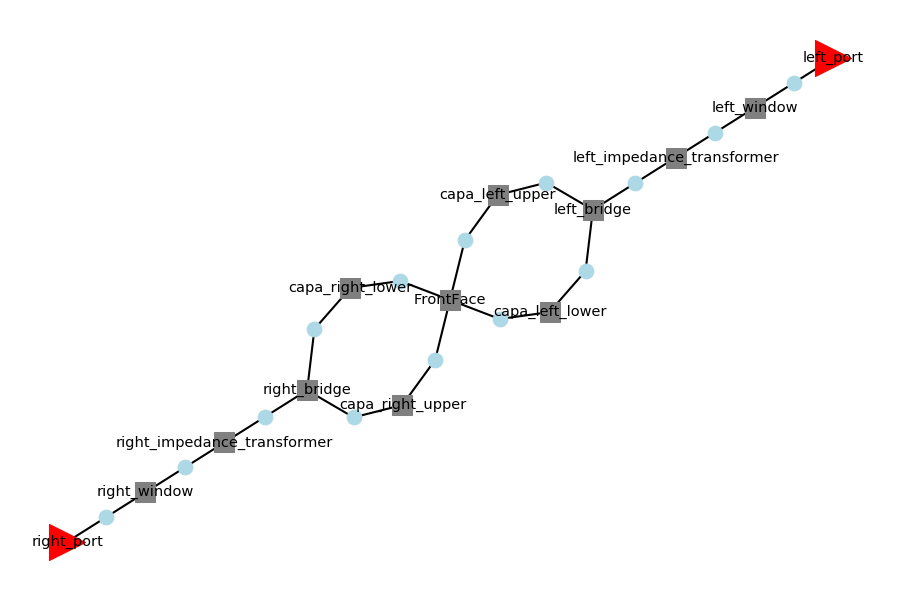 left_port
left_window
left_impedance_transformer
capa_left_upper
left_bridge
capa_right_lower
FrontFace
capa_left_lower
right_bridge
capa_right_upper
right_impedance_transformer
right_window
right_port